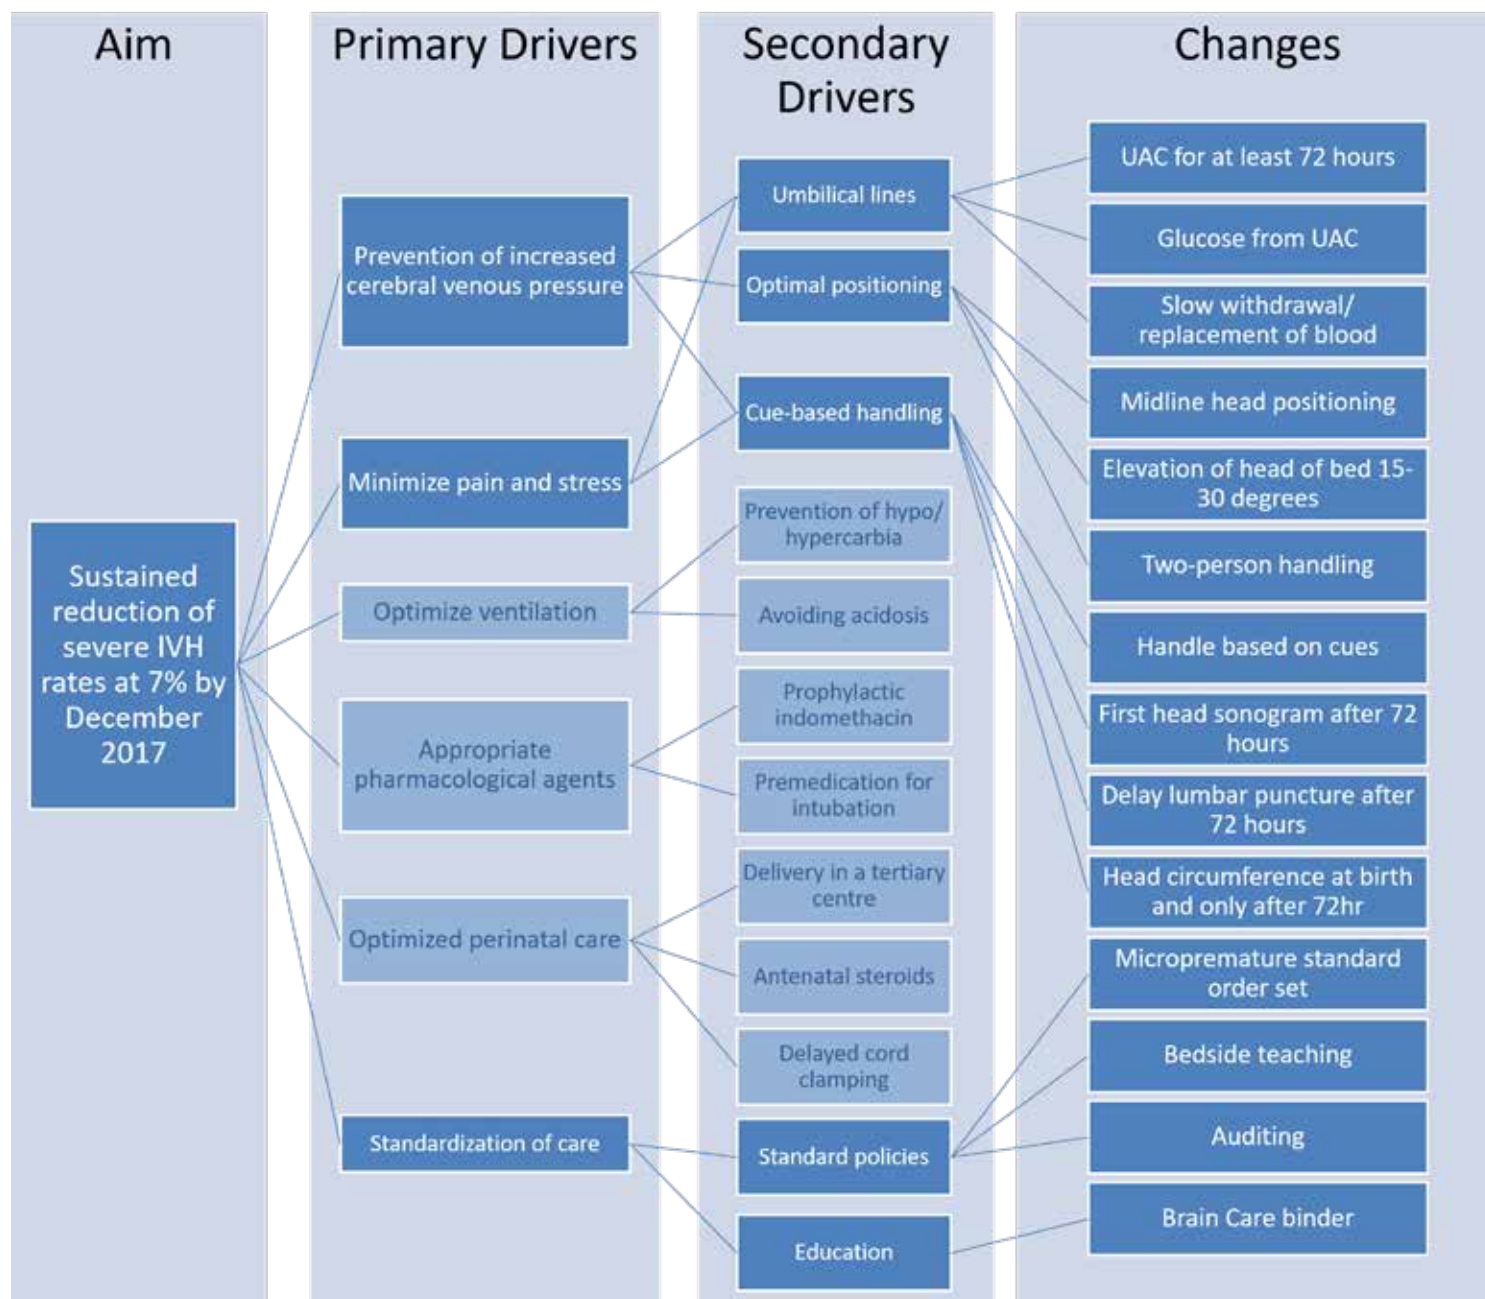 Aim
Primary Drivers
Secondary
Drivers
Changes
Sustained
reduction of
severe IVH
rates at 7% by
December
2017
Prevention of increased
cerebral venous pressure
Minimize pain and stress
Optimize ventilation
Appropriate
pharmacological agents
Optimized perinatal care
Standardization of care
Umbilical lines
Optimal positioning
Cue-based handling
Prevention of hypo/
hypercarbia
Avoiding acidosis
Prophylactic
indomethacin
Premedication for
intubation
Delivery in a tertiary
centre
Antenatal steroids
Delayed cord
clamping
Standard policies
Education
UAC for at least 72 hours
Glucose from UAC
Slow withdrawal/
replacement of blood
Midline head positioning
Elevation of head of bed 15-
30 degrees
Two-person handling
Handle based on cues
First head sonogram after 72
hours
Delay lumbar puncture after
72 hours
Head circumference at birth
and only after 72hr
Micropremature standard
order set
Bedside teaching
Auditing
Brain Care binder